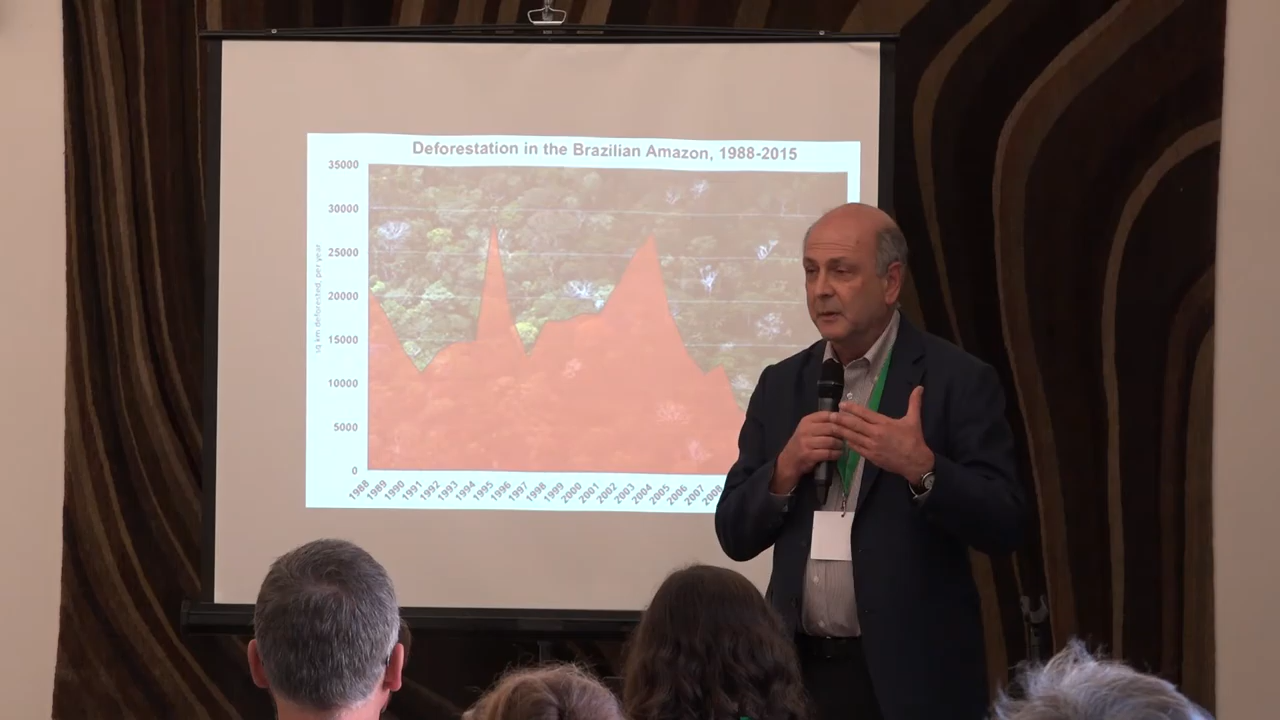 Deforestation in the Brazilian Amazon, 1988-2015
35000
30000
25000
20000
15000
10000
5000
0
sq km deforested, per year
1988 1989 1990 1991 1992 1993 1994 1995 1996 1997 1998 1999 2000 2001 2002 2003 2004 2005 2006 2007 2008